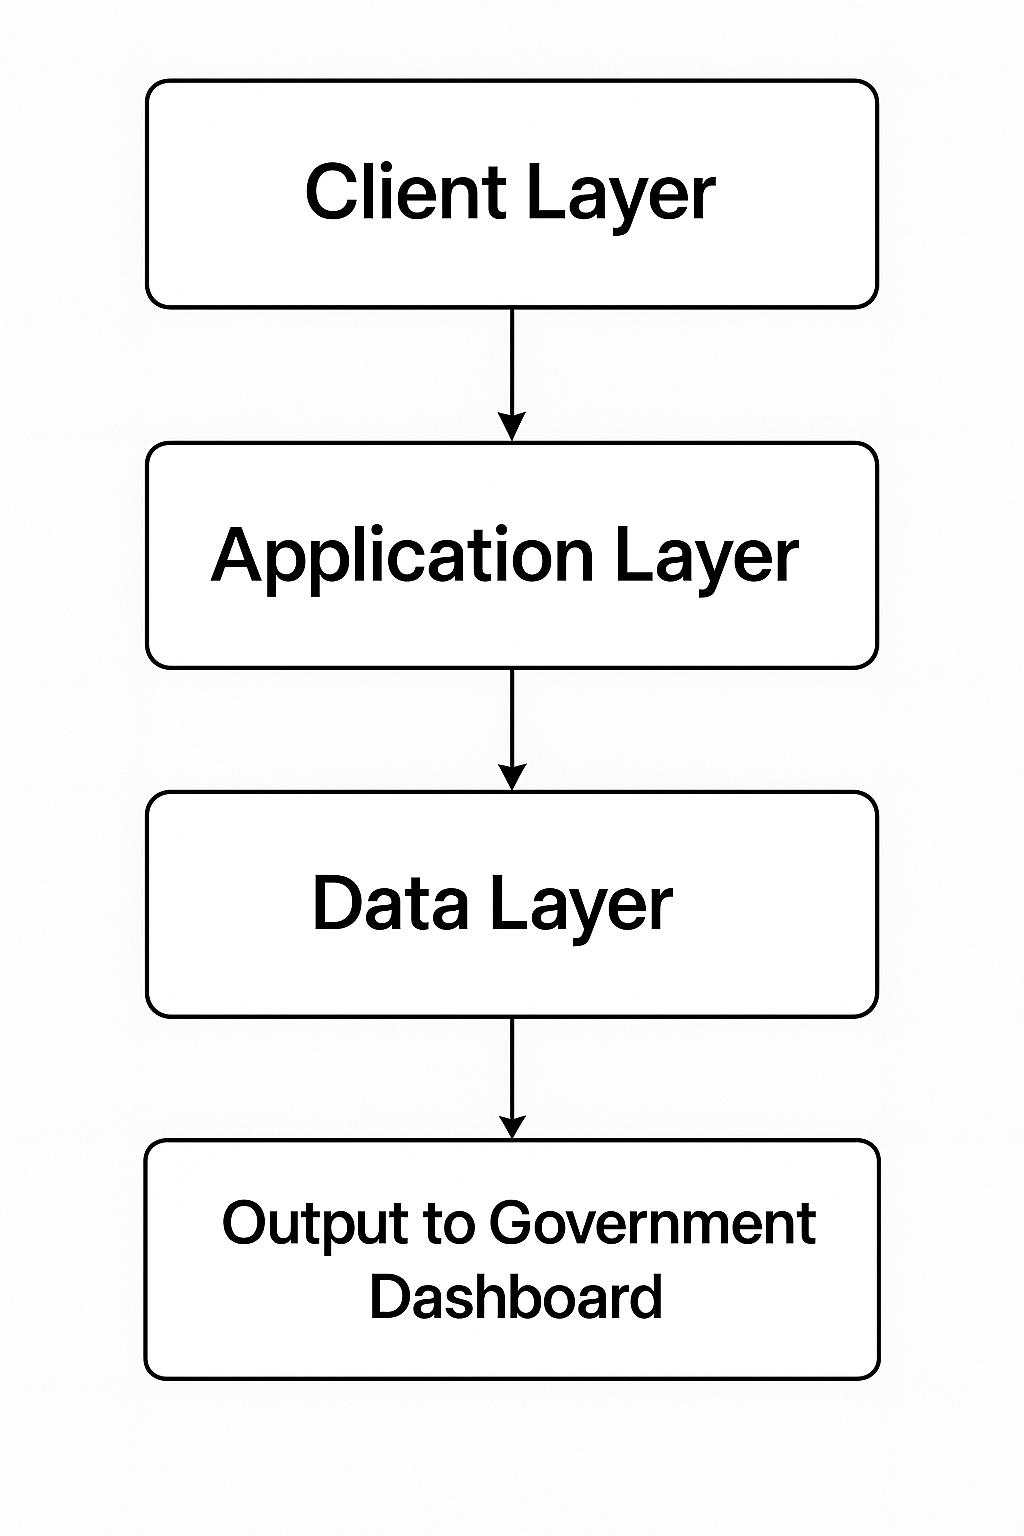 Client Layer
Application Layer
Data Layer
Output to Government
Dashboard